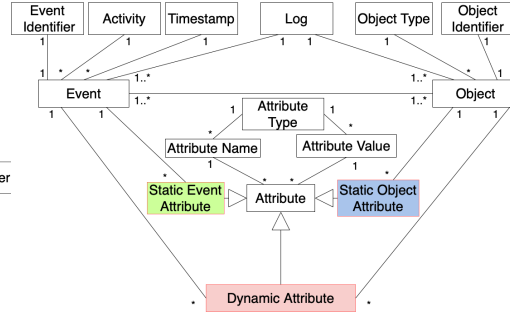 Event
Identifier
Activity
Timestamp
Log
Object Type
Object
Identifier
1
1
1
1
1
1
1
1
*
*
1..*
1..*
*
1
Event
1..*
1..*
Object
1
1
1
1
Attribute
Type
1
1
*
*
Attribute Name
Attribute Value
1
1
er
*
*
*
*
Static Event
Attribute
Attribute
Static Object
Attribute
*
Dynamic Attribute
*